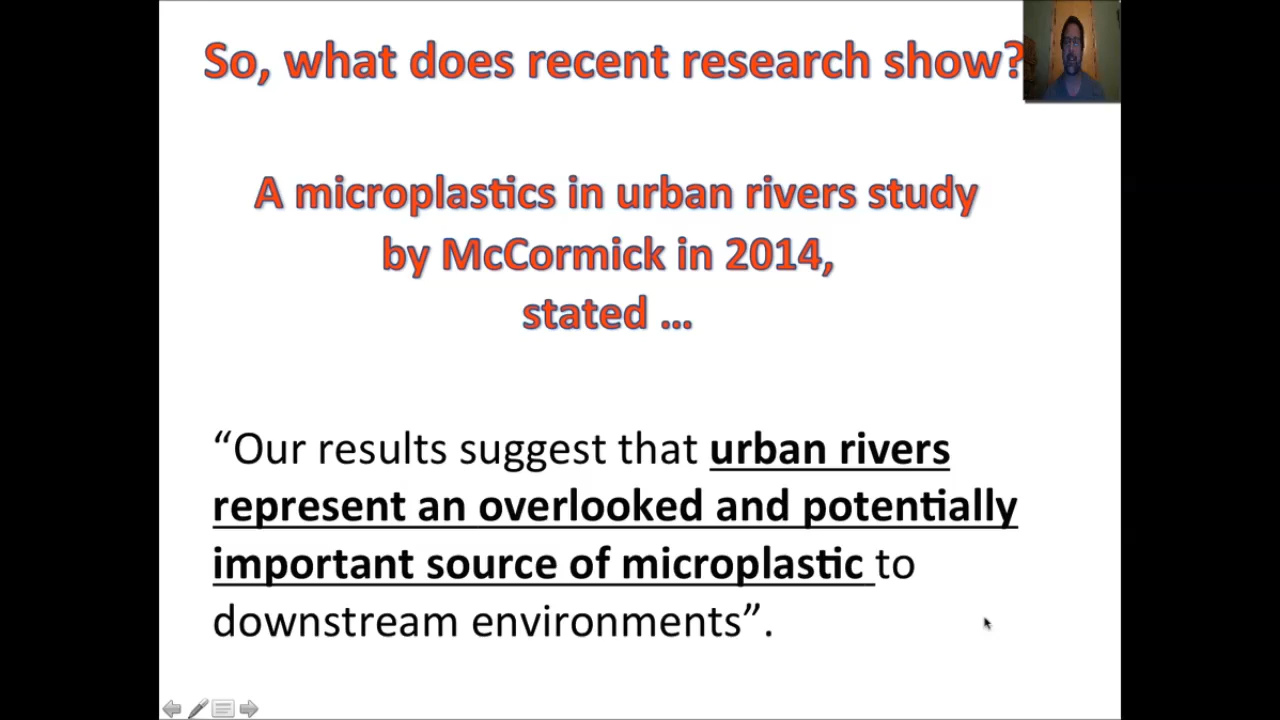 So, what does recent research show?
A microplastics in urban rivers study
by McCormick in 2014,
stated …
“Our results suggest that urban rivers
represent an overlooked and potentially
important source of microplastic to
downstream environments”.